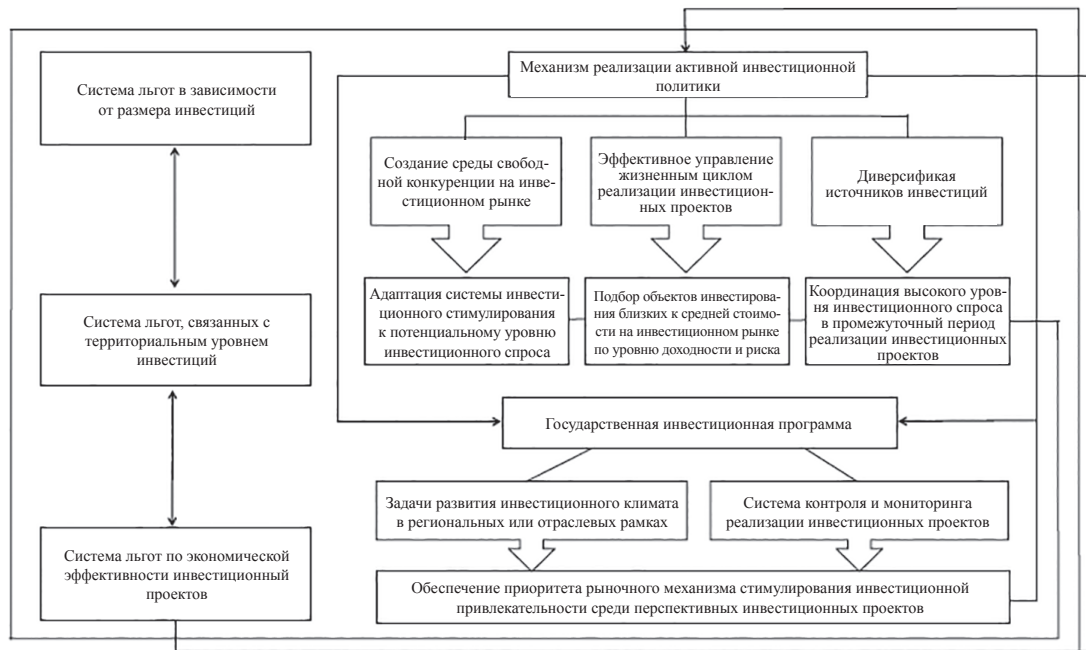 Система льгот в зависимости
от размера инвестиций
Система льгот, связанных с
территориальным уровнем
инвестиций
Система льгот по экономической
эффективности инвестиционный
проектов
Механизм реализации активной инвестиционной
политики
Создание среды свобод-
ной конкуренции на инве-
стиционном рынке
Эффективное управление
жизненным циклом
реализации инвестицион-
ных проектов
Диверсификая
источников инвестиций
Адаптация системы инвести-
ционного стимулирования
к потенциальному уровню
инвестиционного спроса
Подбор объектов инвестирова-
ния близких к средней стоимо-
сти на инвестиционном рынке
по уровню доходности и риска
Координация высокого уров-
ня инвестиционного спроса
в промежуточный период
реализации инвестиционных
проектов
Государственная инвестиционная программа
Задачи развития инвестиционного климата
в региональных или отраслевых рамках
Система контроля и мониторинга
реализации инвестиционных проектов
Обеспечение приоритета рыночного механизма стимулирования инвестиционной
привлекательности среди перспективных инвестиционных проектов